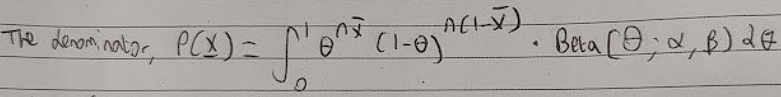 The denominator, P(x̲) = ∫₀¹ θ^{nx̄} (1-θ)^{n(1-x̄)} · Beta(θ; α, β) dθ